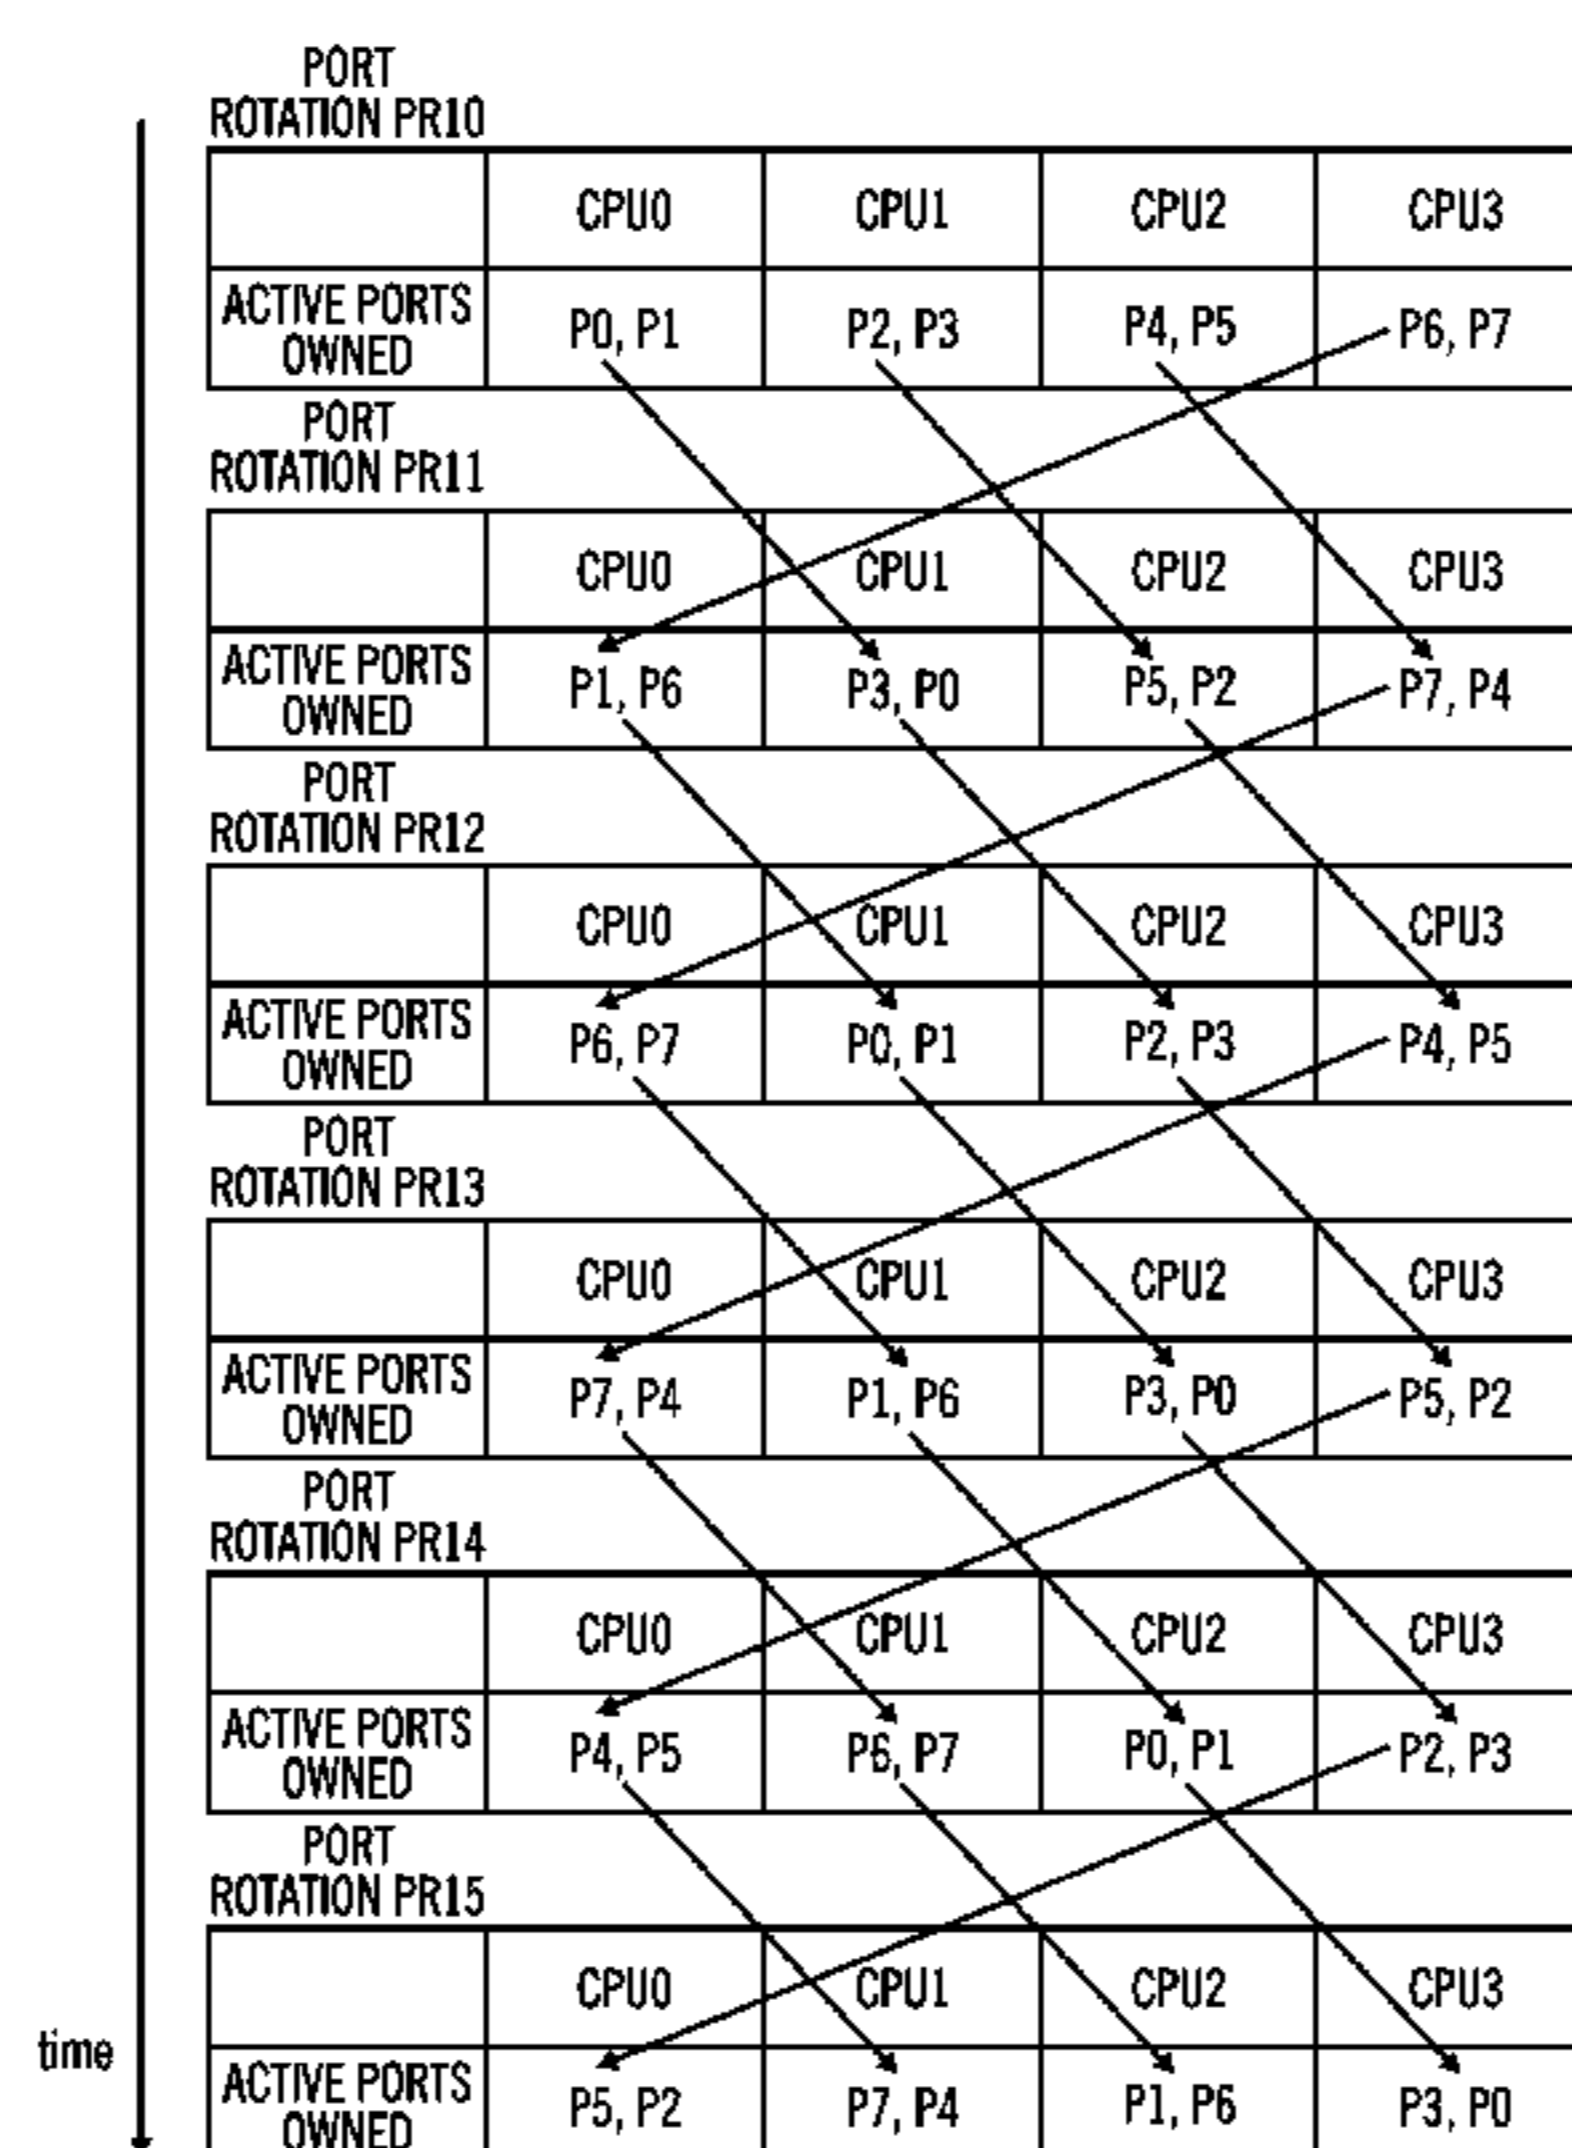 PORT
ROTATION PR10
CPU0 CPU1 CPU2 CPU3
ACTIVE PORTS
OWNED
P0, P1 P2, P3 P4, P5 P6, P7
PORT
ROTATION PR11
CPU0 CPU1 CPU2 CPU3
ACTIVE PORTS
OWNED
P1, P6 P3, P0 P5, P2 P7, P4
PORT
ROTATION PR12
CPU0 CPU1 CPU2 CPU3
ACTIVE PORTS
OWNED
P6, P7 P0, P1 P2, P3 P4, P5
PORT
ROTATION PR13
CPU0 CPU1 CPU2 CPU3
ACTIVE PORTS
OWNED
P7, P4 P1, P6 P3, P0 P5, P2
PORT
ROTATION PR14
CPU0 CPU1 CPU2 CPU3
ACTIVE PORTS
OWNED
P4, P5 P6, P7 P0, P1 P2, P3
PORT
ROTATION PR15
CPU0 CPU1 CPU2 CPU3
time
ACTIVE PORTS
OWNED
P5, P2 P7, P4 P1, P6 P3, P0